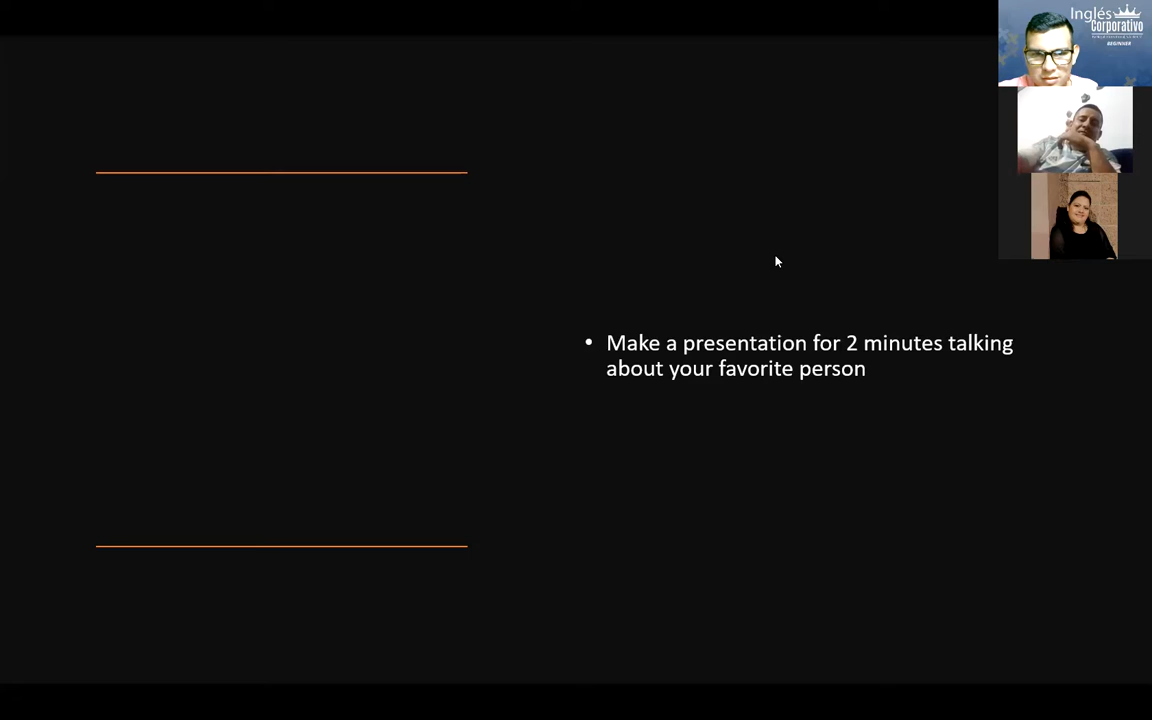 Inglés
Corporativo
BEGINNER
• Make a presentation for 2 minutes talking
about your favorite person